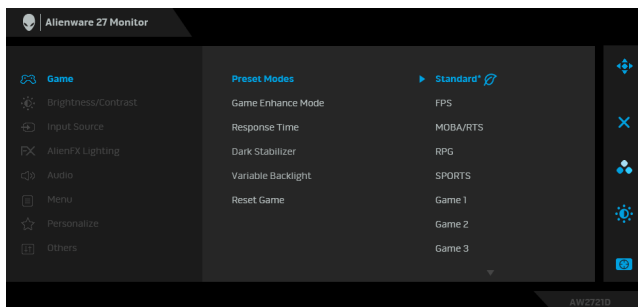 Alienware 27 Monitor
Game
Preset Modes
Standard*
Brightness/Contrast
Game Enhance Mode
FPS
Input Source
Response Time
MOBA/RTS
AlienFX Lighting
Dark Stabilizer
RPG
Audio
Variable Backlight
SPORTS
Menu
Reset Game
Game 1
Personalize
Game 2
Others
Game 3
AW2721D